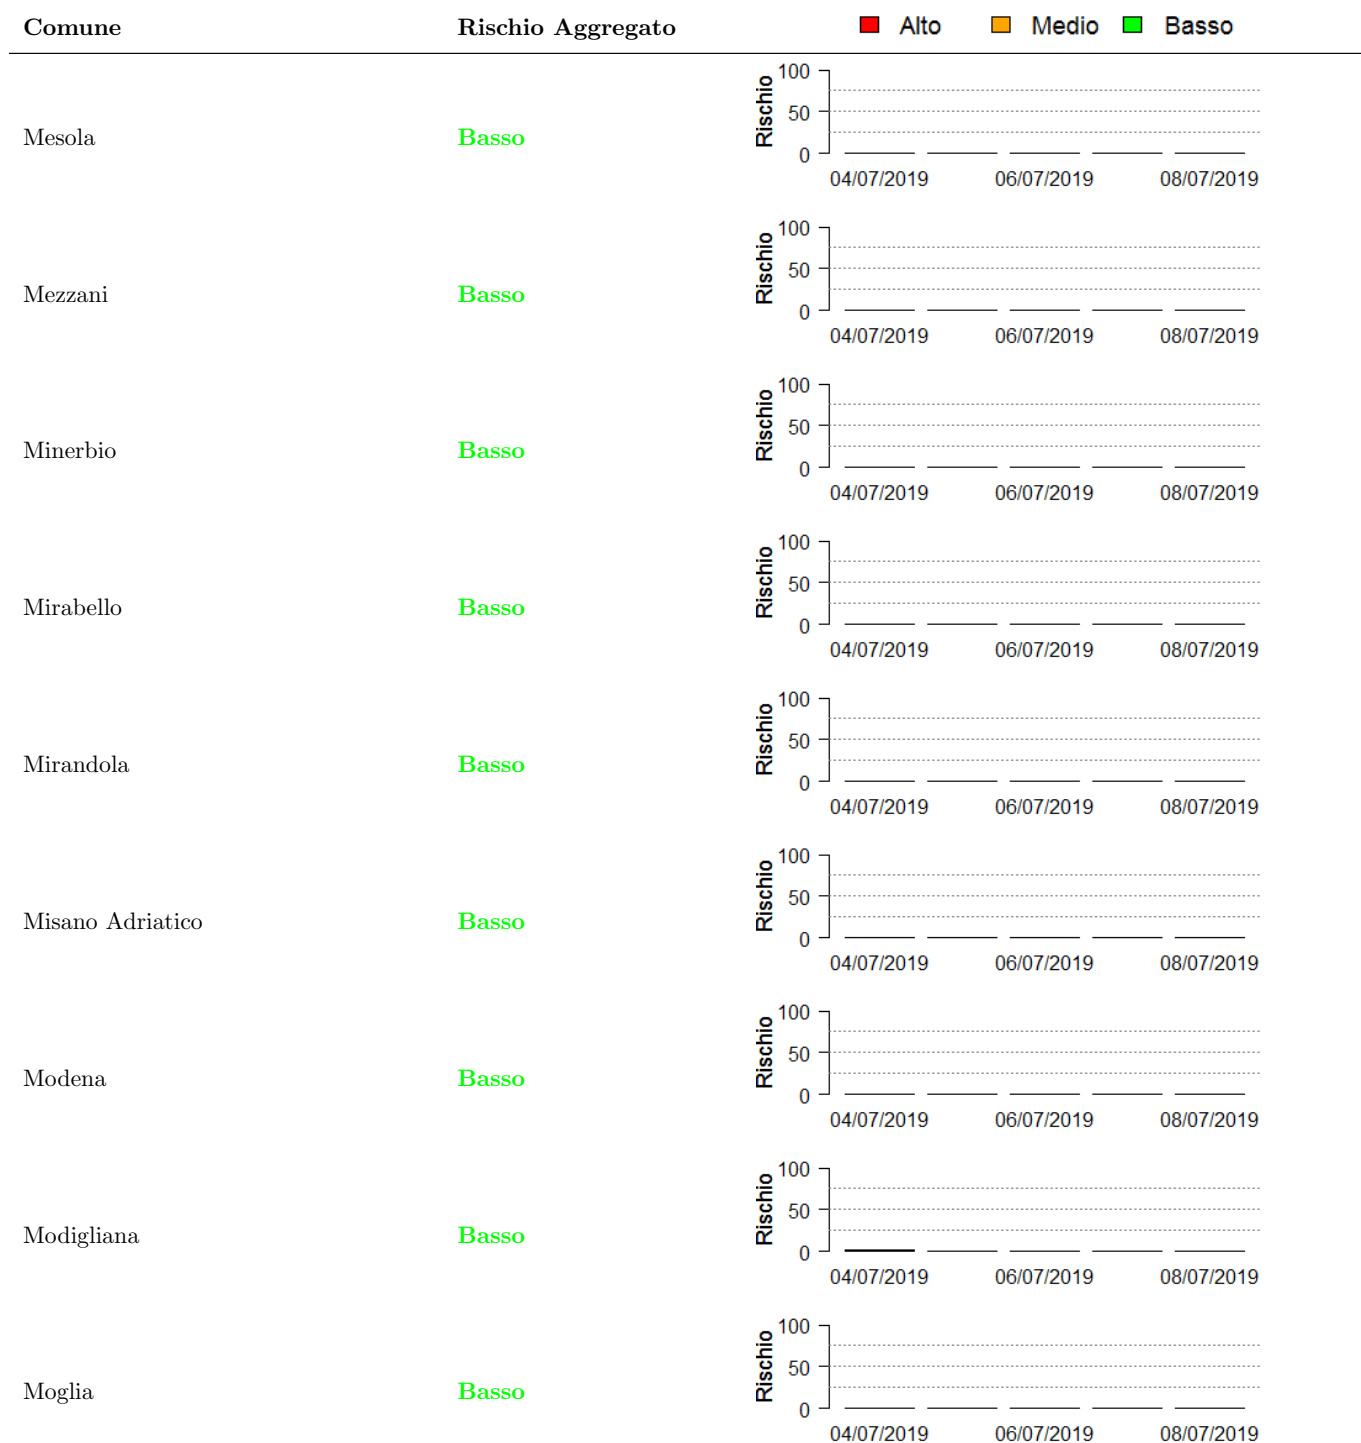 Comune Rischio Aggregato Alto Medio Basso
Mesola Basso Rischio 100 50 0
04/07/2019 06/07/2019 08/07/2019
Mezzani Basso Rischio 100 50 0
04/07/2019 06/07/2019 08/07/2019
Minerbio Basso Rischio 100 50 0
04/07/2019 06/07/2019 08/07/2019
Mirabello Basso Rischio 100 50 0
04/07/2019 06/07/2019 08/07/2019
Mirandola Basso Rischio 100 50 0
04/07/2019 06/07/2019 08/07/2019
Misano Adriatico Basso Rischio 100 50 0
04/07/2019 06/07/2019 08/07/2019
Modena Basso Rischio 100 50 0
04/07/2019 06/07/2019 08/07/2019
Modigliana Basso Rischio 100 50 0
04/07/2019 06/07/2019 08/07/2019
Moglia Basso Rischio 100 50 0
04/07/2019 06/07/2019 08/07/2019